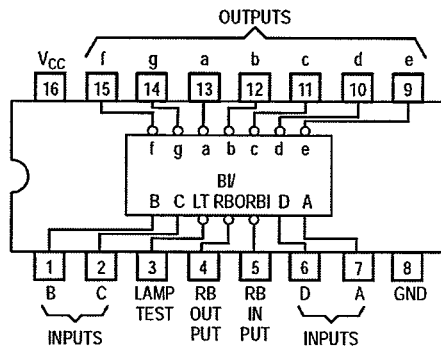 OUTPUTS
VCC f g a b c d e
16 15 14 13 12 11 10 9
f g a b c d e
BI/
B C LT RBO RBI D A
1 2 3 4 5 6 7 8
B C LAMP TEST RB OUT PUT RB IN PUT D A GND
INPUTS INPUTS